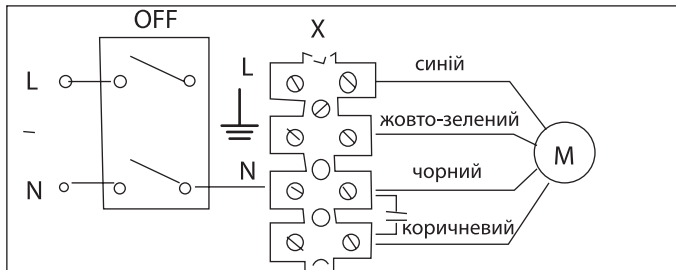 OFF
X
L
L
синій
жовто-зелений
M
N
N
чорний
коричневий